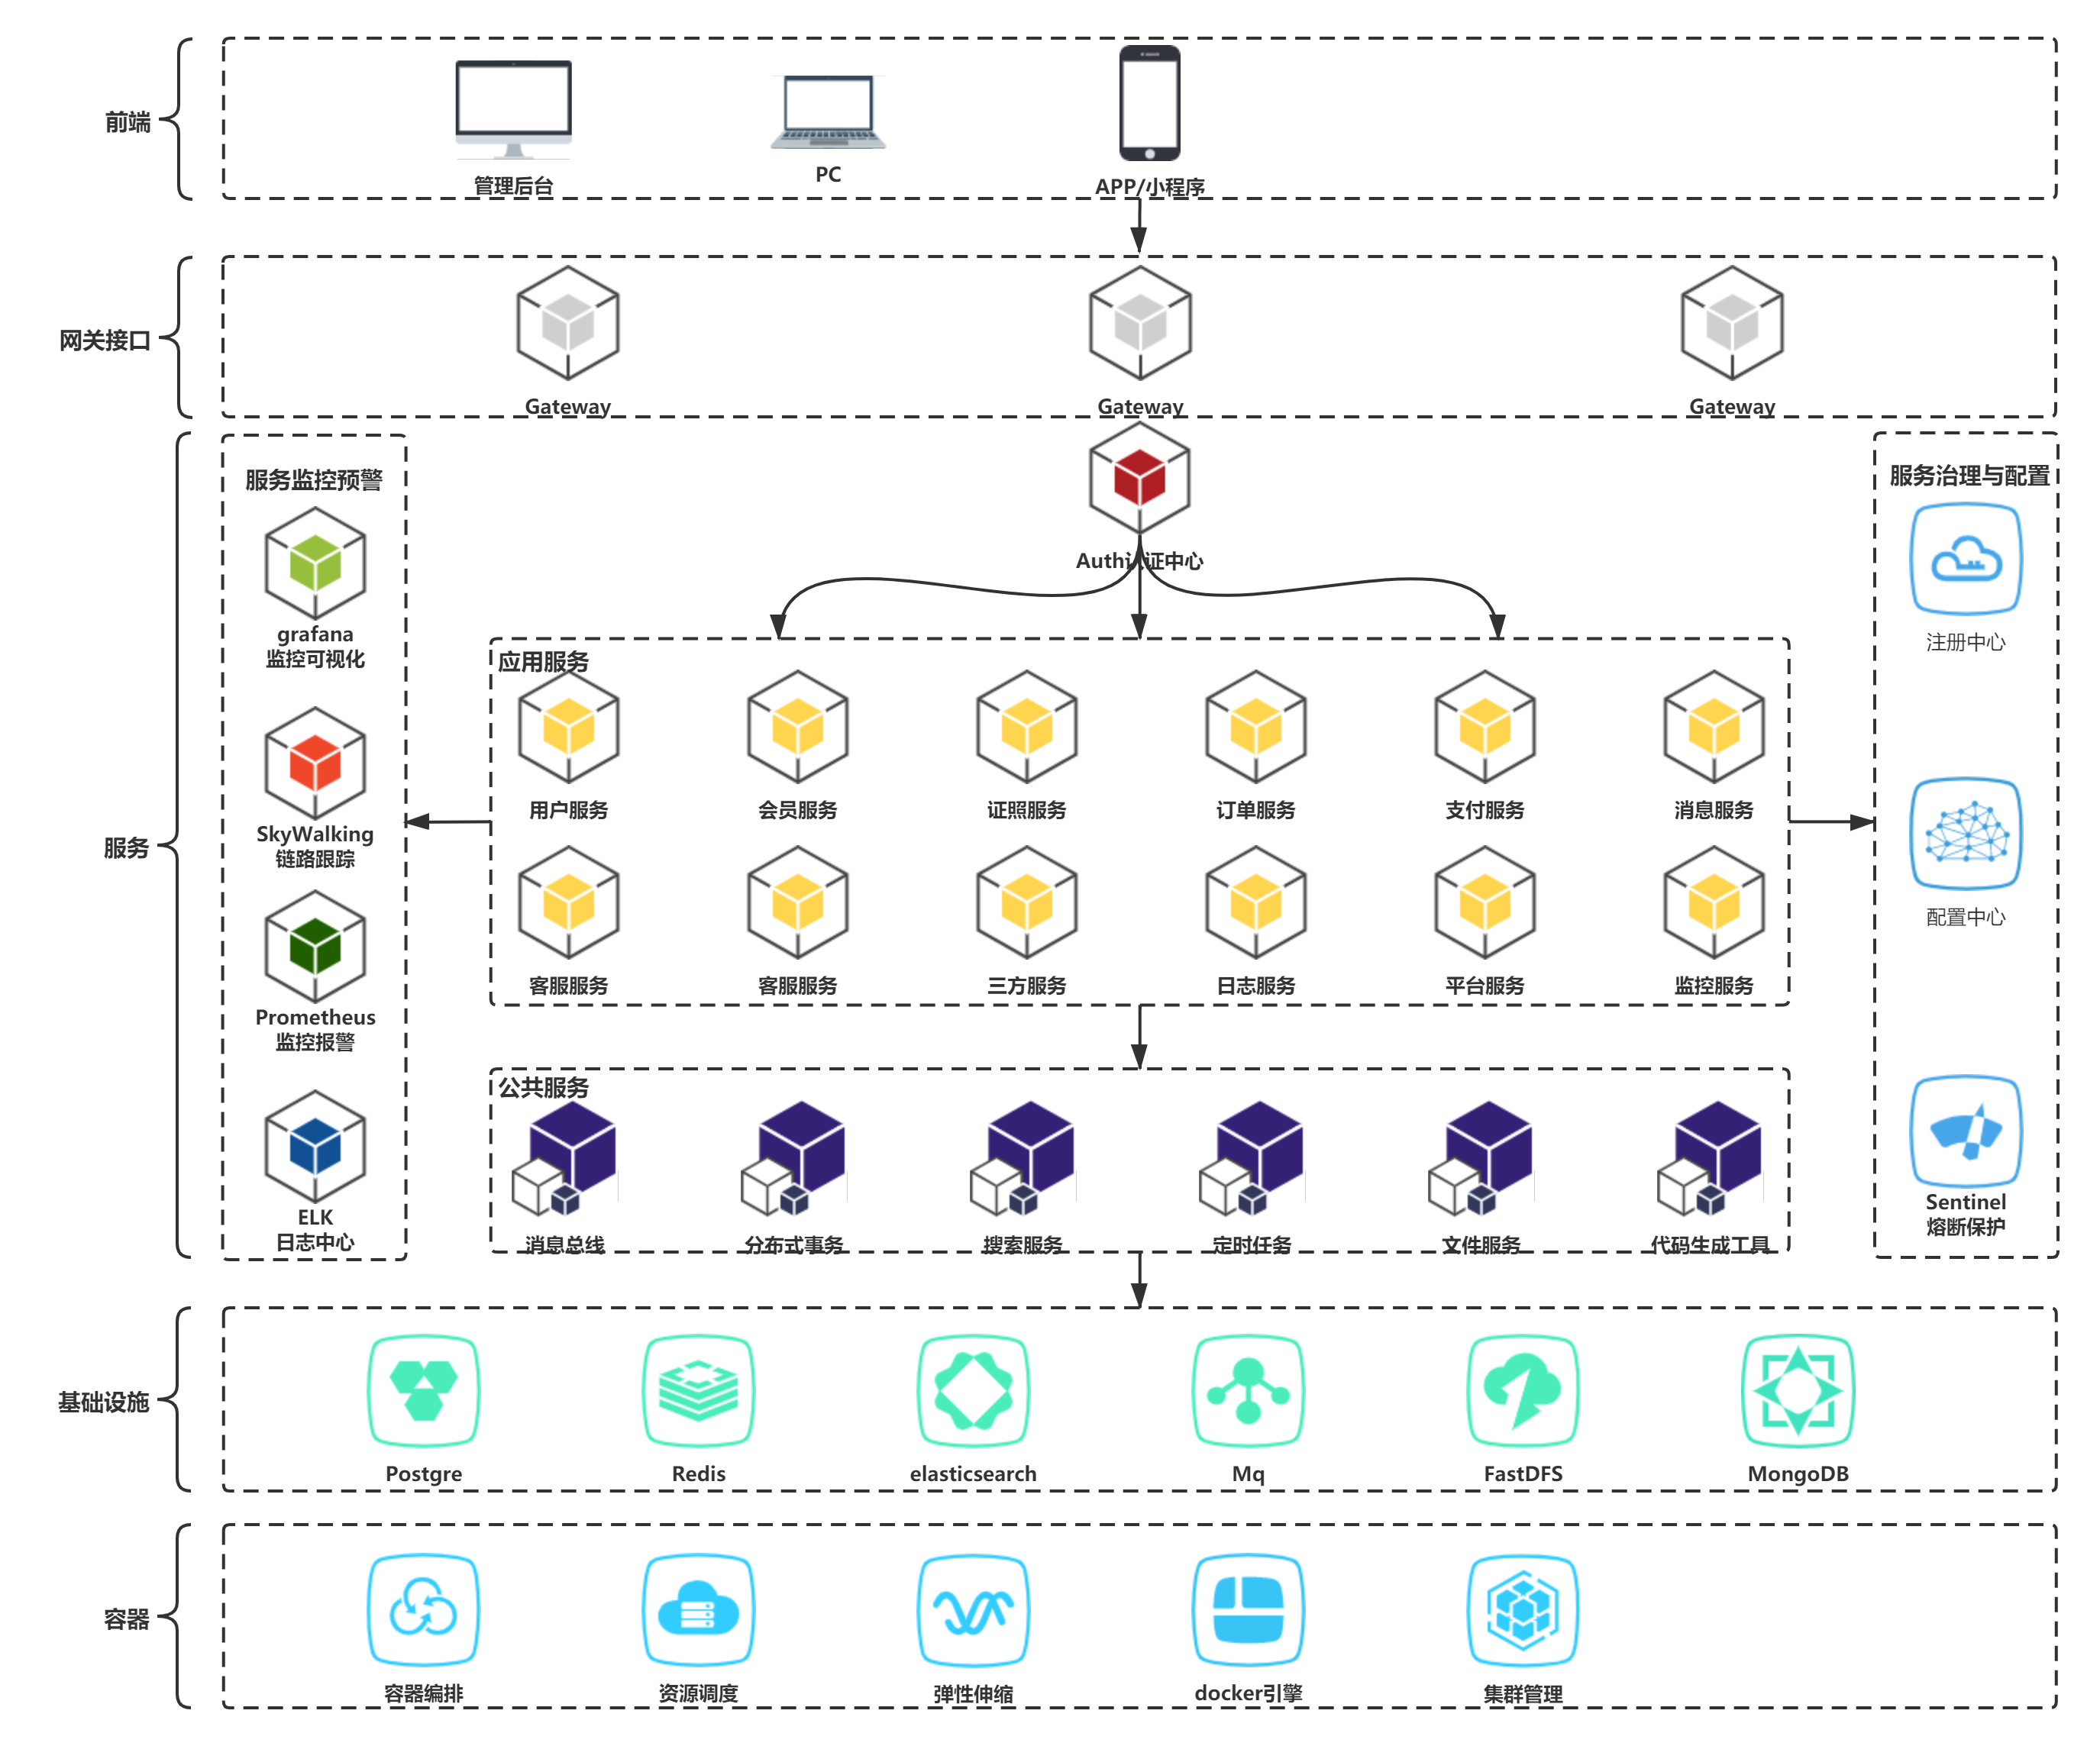 前端
管理后台
PC
APP/小程序
网关接口
Gateway
Gateway
Gateway
服务
服务监控预警
grafana
监控可视化
SkyWalking
链路跟踪
Prometheus
监控报警
ELK
日志中心
Auth认证中心
应用服务
用户服务
会员服务
证照服务
订单服务
支付服务
消息服务
客服服务
客服服务
三方服务
日志服务
平台服务
监控服务
公共服务
消息总线
分布式事务
搜索服务
定时任务
文件服务
代码生成工具
服务治理与配置
注册中心
配置中心
Sentinel
熔断保护
基础设施
Postgre
Redis
elasticsearch
Mq
FastDFS
MongoDB
容器
容器编排
资源调度
弹性伸缩
docker引擎
集群管理